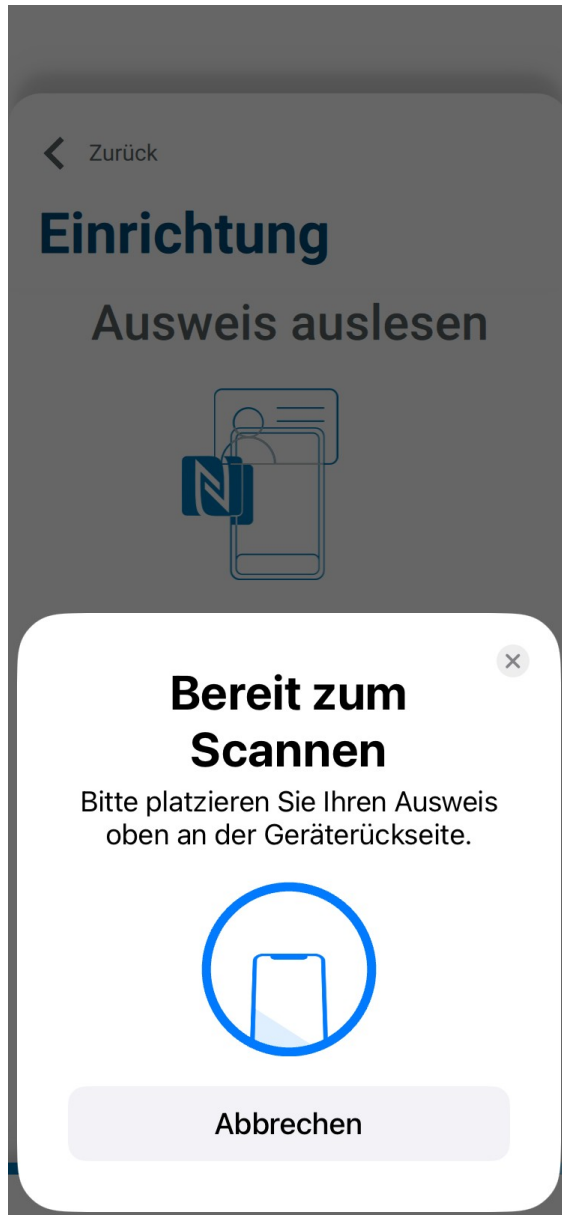 Zurück
Einrichtung
Ausweis auslesen
Bereit zum
Scannen
Bitte platzieren Sie Ihren Ausweis
oben an der Geräterückseite.
Abbrechen